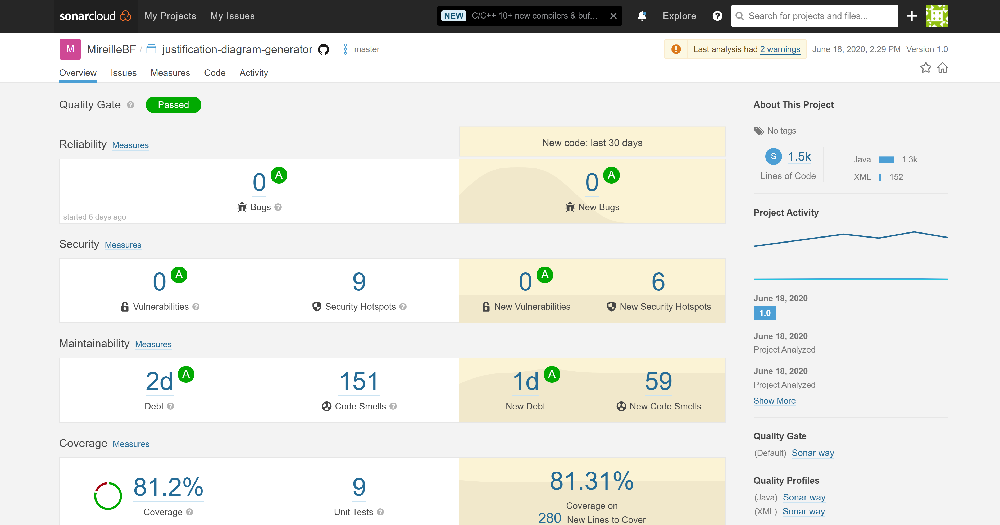 sonarcloud My Projects My Issues NEW C/C++ 10+ new compilers & buf... Explore Search for projects and files...
M MireilleBF / justification-diagram-generator master Last analysis had 2 warnings June 18, 2020, 2:29 PM Version 1.0
Overview Issues Measures Code Activity
Quality Gate ? Passed
Reliability Measures
New code: last 30 days
0 A
Bugs ?
started 6 days ago
0 A
New Bugs
Security Measures
0 A
Vulnerabilities ?
9
Security Hotspots ?
0 A
New Vulnerabilities
6
New Security Hotspots
Maintainability Measures
2d A
Debt ?
151
Code Smells ?
1d A
New Debt
59
New Code Smells
Coverage Measures
81.2%
Coverage ?
9
Unit Tests ?
81.31%
Coverage on
280 New Lines to Cover
About This Project
No tags
S 1.5k
Lines of Code
Java 1.3k
XML 152
Project Activity
June 18, 2020
1.0
June 18, 2020
Project Analyzed
June 18, 2020
Project Analyzed
Show More
Quality Gate
(Default) Sonar way
Quality Profiles
(Java) Sonar way
(XML) Sonar way